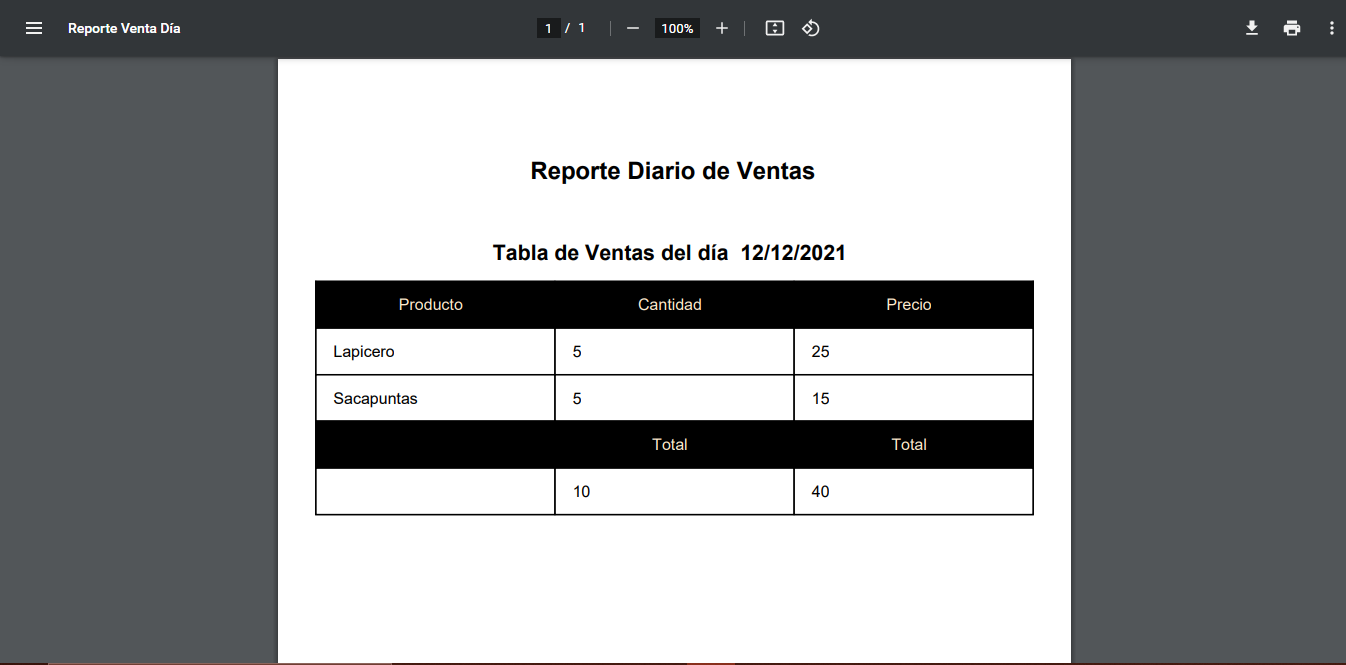 Reporte Venta Día
1 / 1
100%
Reporte Diario de Ventas
Tabla de Ventas del día 12/12/2021
Producto Cantidad Precio
Lapicero 5 25
Sacapuntas 5 15
Total Total
10 40